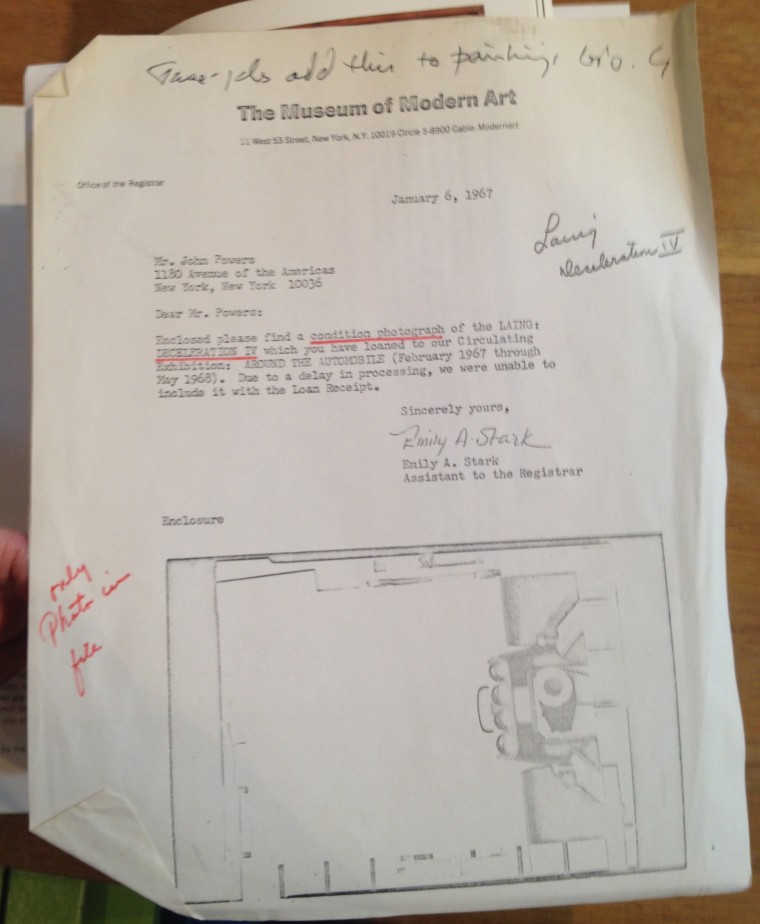 add this to painting
The Museum of Modern Art
11 West 53 Street, New York, N.Y. 10019 Circle 5-8900 Cable: Modernart
Office of the Registrar
January 6, 1967
Laing
Deceleration IV
Mr. John Powers
1180 Avenue of the Americas
New York, New York 10036
Dear Mr. Powers:
Enclosed please find a condition photograph of the LAING:
DECELERATION IV which you have loaned to our Circulating
Exhibition: AROUND THE AUTOMOBILE (February 1967 through
May 1968). Due to a delay in processing, we were unable to
include it with the Loan Receipt.
Sincerely yours,
Emily A. Stark
Emily A. Stark
Assistant to the Registrar
Enclosure
only
Photo in
file